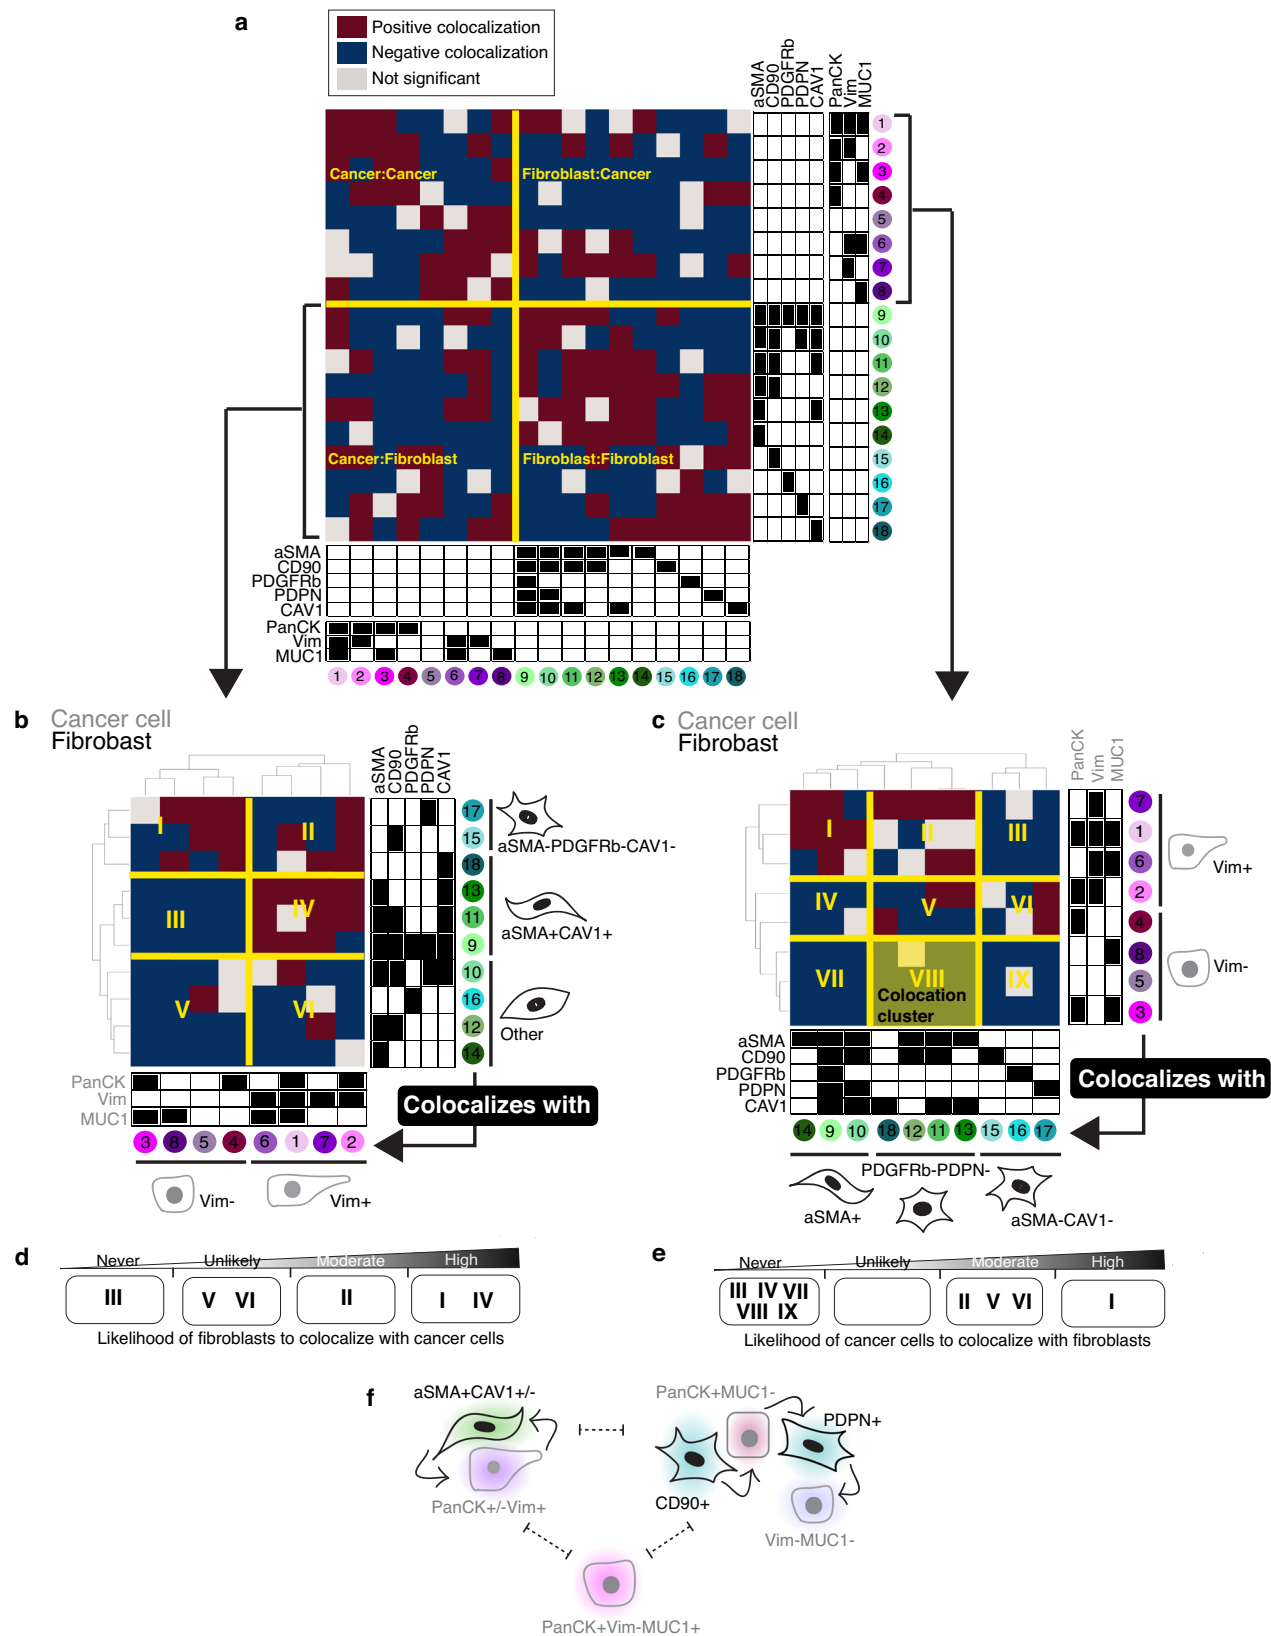 a
Positive colocalization
Negative colocalization
Not significant
aSMA
CD90
PDGFRb
PDPN
CAV1
PanCK
Vim
MUC1
Cancer:Cancer
Fibroblast:Cancer
Cancer:Fibroblast
Fibroblast:Fibroblast
1
2
3
4
5
6
7
8
9
10
11
12
13
14
15
16
17
18
aSMA
CD90
PDGFRb
PDPN
CAV1
PanCK
Vim
MUC1
1 2 3 4 5 6 7 8 9 10 11 12 13 14 15 16 17 18
b
Cancer cell
Fibrobast
aSMA
CD90
PDGFRb
PDPN
CAV1
I
II
III
IV
V
VI
17
15
18
13
11
9
10
16
12
14
aSMA-PDGFRb-CAV1-
aSMA+CAV1+
Other
PanCK
Vim
MUC1
3 8 5 4 6 1 7 2
Vim-
Vim+
Colocalizes with
c
Cancer cell
Fibrobast
PanCK
Vim
MUC1
I
II
III
IV
V
VI
VII
VIII
IX
Colocation
cluster
7
1
6
2
4
8
5
3
Vim+
Vim-
aSMA
CD90
PDGFRb
PDPN
CAV1
14 9 10 18 12 11 13 15 16 17
Colocalizes with
PDGFRb-PDPN-
aSMA+
aSMA-CAV1-
d
Never Unlikely Moderate High
III
V VI
II
I IV
Likelihood of fibroblasts to colocalize with cancer cells
e
Never Unlikely Moderate High
III IV VII
VIII IX
II V VI
I
Likelihood of cancer cells to colocalize with fibroblasts
f
aSMA+CAV1+/-
PanCK+/-Vim+
PanCK+MUC1-
PDPN+
CD90+
Vim-MUC1-
PanCK+Vim-MUC1+